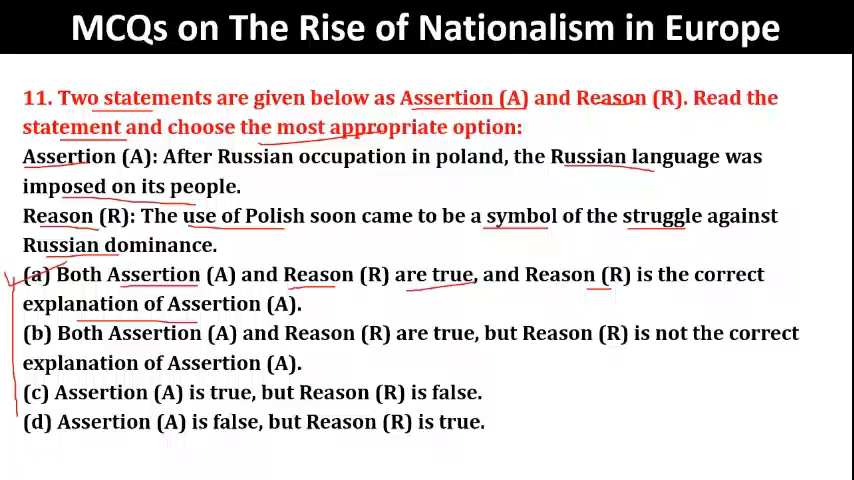 MCQs on The Rise of Nationalism in Europe
11. Two statements are given below as Assertion (A) and Reason (R). Read the
statement and choose the most appropriate option:
Assertion (A): After Russian occupation in poland, the Russian language was
imposed on its people.
Reason (R): The use of Polish soon came to be a symbol of the struggle against
Russian dominance.
(a) Both Assertion (A) and Reason (R) are true, and Reason (R) is the correct
explanation of Assertion (A).
(b) Both Assertion (A) and Reason (R) are true, but Reason (R) is not the correct
explanation of Assertion (A).
(c) Assertion (A) is true, but Reason (R) is false.
(d) Assertion (A) is false, but Reason (R) is true.